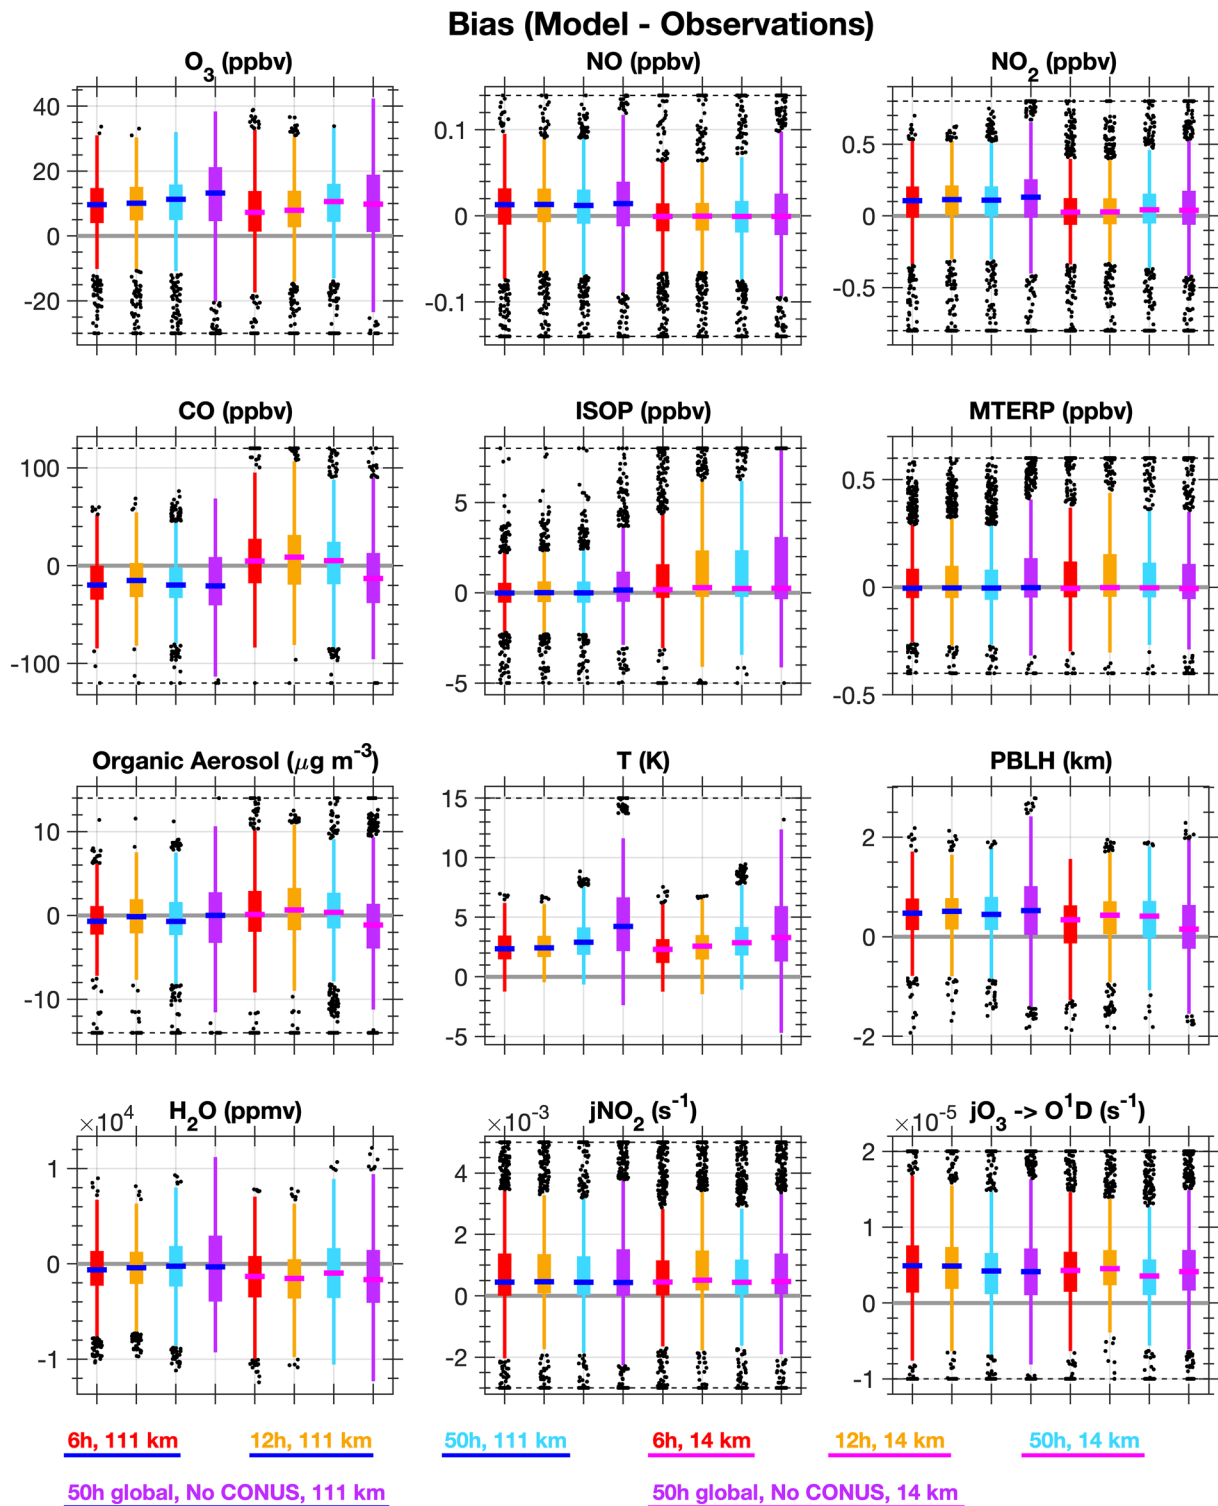 Bias (Model - Observations)
O3 (ppbv)
NO (ppbv)
NO2 (ppbv)
40
20
0
-20
0.1
0
-0.1
0.5
0
-0.5
CO (ppbv)
ISOP (ppbv)
MTERP (ppbv)
100
0
-100
5
0
-5
0.5
0
-0.5
Organic Aerosol (μg m-3)
T (K)
PBLH (km)
10
0
-10
15
10
5
0
-5
2
0
-2
×10^4
H2O (ppmv)
×10^-3
jNO2 (s-1)
×10^-5
jO3 -> O1D (s-1)
1
0
-1
4
2
0
-2
2
1
0
-1
6h, 111 km
12h, 111 km
50h, 111 km
6h, 14 km
12h, 14 km
50h, 14 km
50h global, No CONUS, 111 km
50h global, No CONUS, 14 km